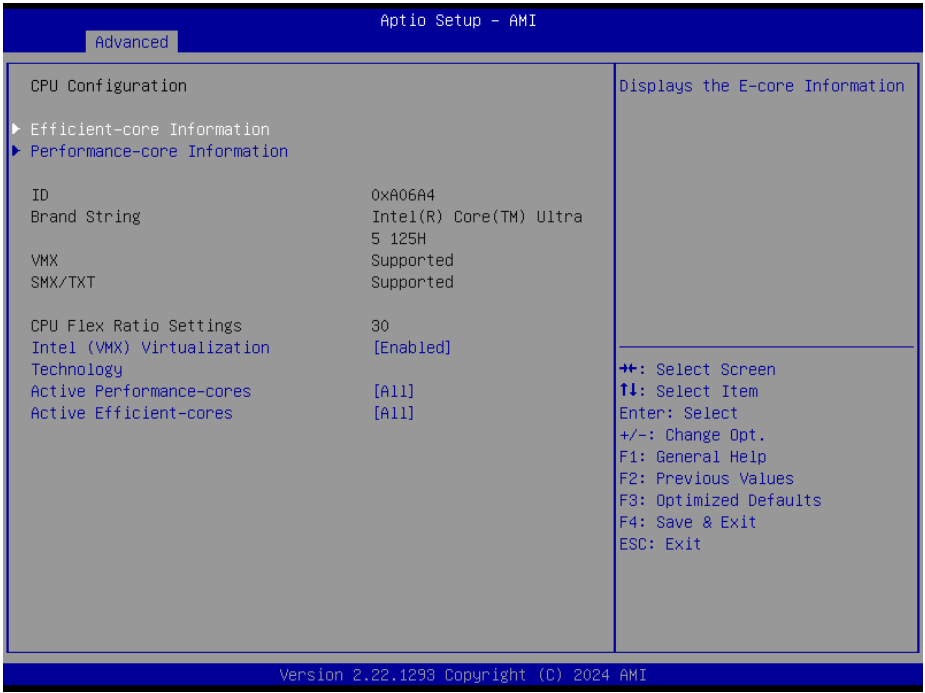 Aptio Setup – AMI
Advanced
CPU Configuration
Efficient-core Information
Performance-core Information
ID 0xA06A4
Brand String Intel(R) Core(TM) Ultra
5 125H
VMX Supported
SMX/TXT Supported
CPU Flex Ratio Settings 30
Intel (VMX) Virtualization [Enabled]
Technology
Active Performance-cores [All]
Active Efficient-cores [All]
Displays the E-core Information
→←: Select Screen
↑↓: Select Item
Enter: Select
+/-: Change Opt.
F1: General Help
F2: Previous Values
F3: Optimized Defaults
F4: Save & Exit
ESC: Exit
Version 2.22.1293 Copyright (C) 2024 AMI